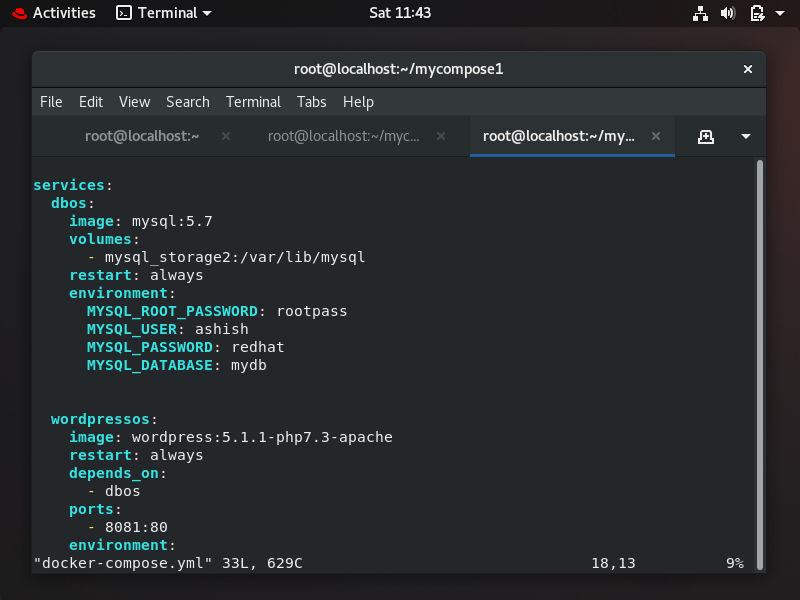 Activities Terminal Sat 11:43
root@localhost:~/mycompose1
File Edit View Search Terminal Tabs Help
root@localhost:~ root@localhost:~/myc... root@localhost:~/my...
services:
  dbos:
    image: mysql:5.7
    volumes:
      - mysql_storage2:/var/lib/mysql
    restart: always
    environment:
      MYSQL_ROOT_PASSWORD: rootpass
      MYSQL_USER: ashish
      MYSQL_PASSWORD: redhat
      MYSQL_DATABASE: mydb
  wordpressos:
    image: wordpress:5.1.1-php7.3-apache
    restart: always
    depends_on:
      - dbos
    ports:
      - 8081:80
    environment:
"docker-compose.yml" 33L, 629C 18,13 9%